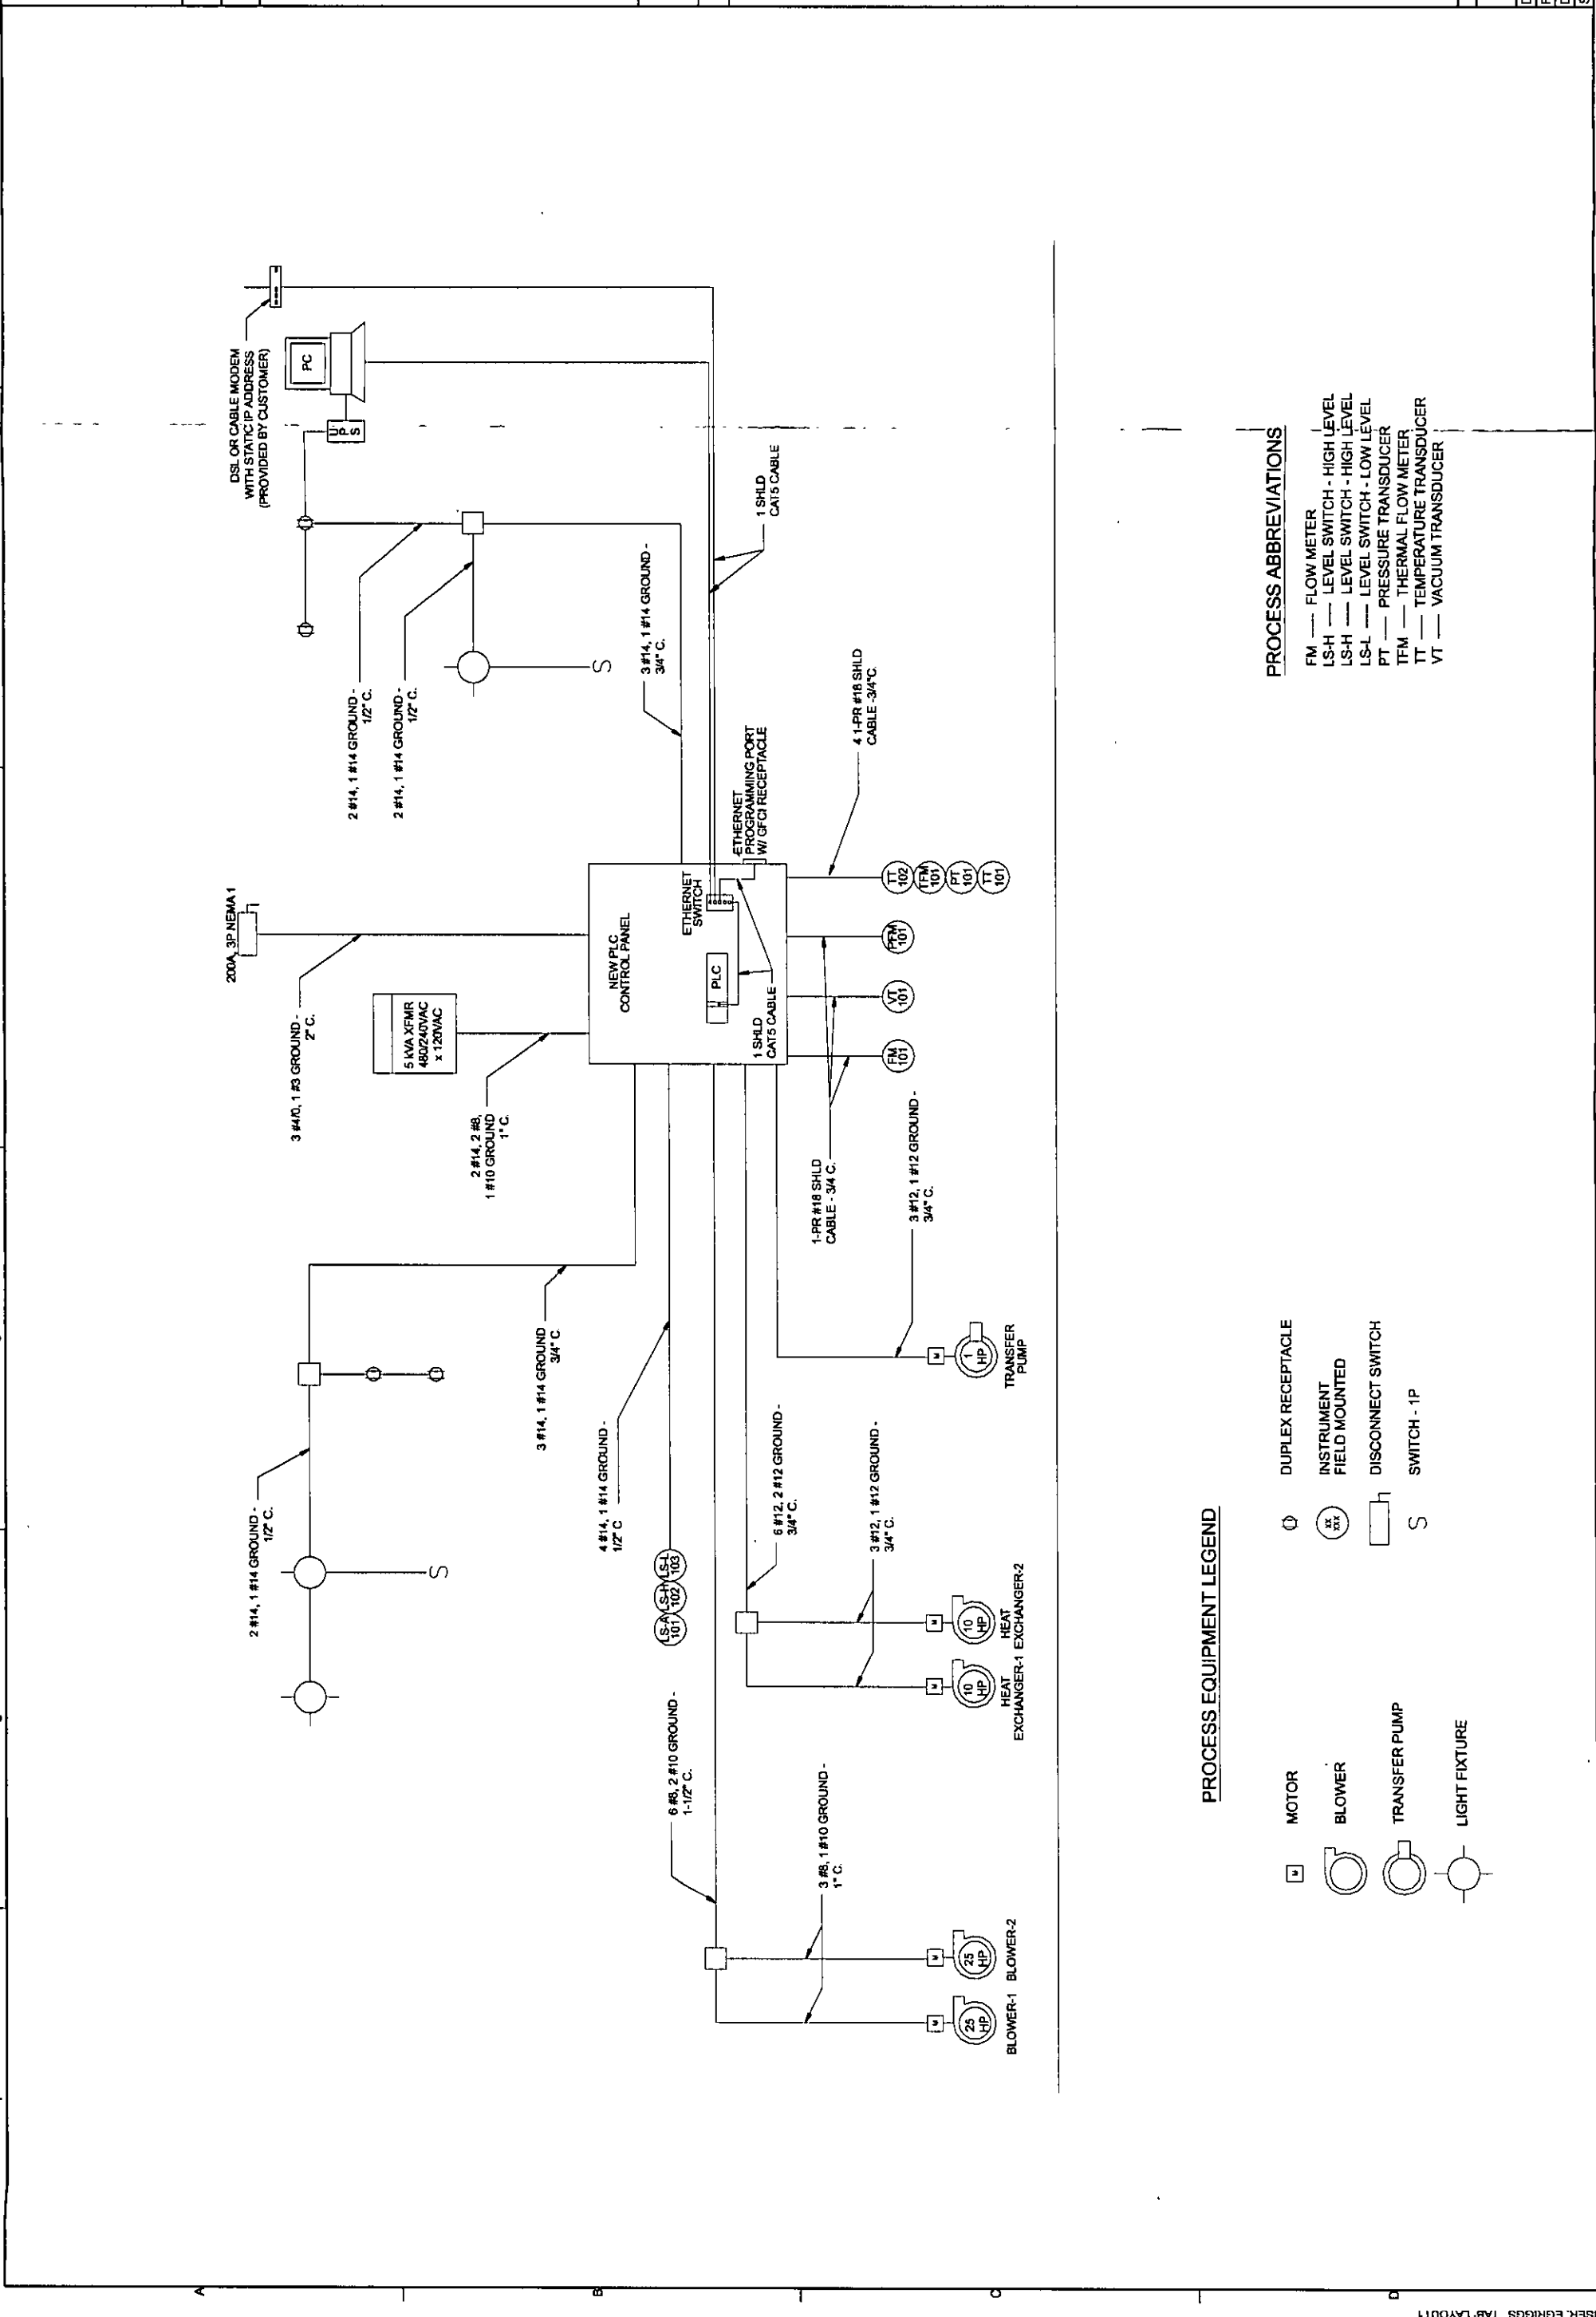 DSL OR CABLE MODEM
WITH STATIC IP ADDRESS
(PROVIDED BY CUSTOMER)
PC
UPS
2 #14, 1 #14 GROUND -
1/2" C.
2 #14, 1 #14 GROUND -
1/2" C.
S
3 #14, 1 #14 GROUND -
3/4" C.
1 SHLD
CAT5 CABLE
200A, 3P NEMA 1
3 #4/0, 1 #3 GROUND -
2" C.
5 kVA XFMR
480/240VAC
x 120VAC
2 #14, 2 #8,
1 #10 GROUND
1" C.
NEW PLC
CONTROL PANEL
ETHERNET
SWITCH
PLC
1 SHLD
CAT5 CABLE
ETHERNET
PROGRAMMING PORT
W/ GFCI RECEPTACLE
4 1-PR #18 SHLD
CABLE -3/4"C.
TT
102
TFM
101
PT
101
TT
101
PFM
101
VT
101
FM
101
1-PR #18 SHLD
CABLE - 3/4 C.
3 #12, 1 #12 GROUND -
3/4" C.
M
1
HP
TRANSFER
PUMP
2 #14, 1 #14 GROUND -
1/2" C.
S
3 #14, 1 #14 GROUND
3/4" C.
4 #14, 1 #14 GROUND -
1/2" C
LS-A
101
LS-H
102
LS-L
103
6 #12, 2 #12 GROUND -
3/4" C.
3 #12, 1 #12 GROUND -
3/4" C.
M
10
HP
HEAT
EXCHANGER-1
M
10
HP
HEAT
EXCHANGER-2
6 #8, 2 #10 GROUND -
1-1/2" C.
3 #8, 1 #10 GROUND -
1" C.
M
25
HP
BLOWER-1
M
25
HP
BLOWER-2
PROCESS EQUIPMENT LEGEND
M MOTOR
BLOWER
TRANSFER PUMP
LIGHT FIXTURE
DUPLEX RECEPTACLE
XX
XXX
INSTRUMENT
FIELD MOUNTED
DISCONNECT SWITCH
S SWITCH - 1P
PROCESS ABBREVIATIONS
FM — FLOW METER
LS-H — LEVEL SWITCH - HIGH LEVEL
LS-H — LEVEL SWITCH - HIGH LEVEL
LS-L — LEVEL SWITCH - LOW LEVEL
PT — PRESSURE TRANSDUCER
TFM — THERMAL FLOW METER
TT — TEMPERATURE TRANSDUCER
VT — VACUUM TRANSDUCER
A
B
C
D
EGRIGGS TAB: LAYOUT1